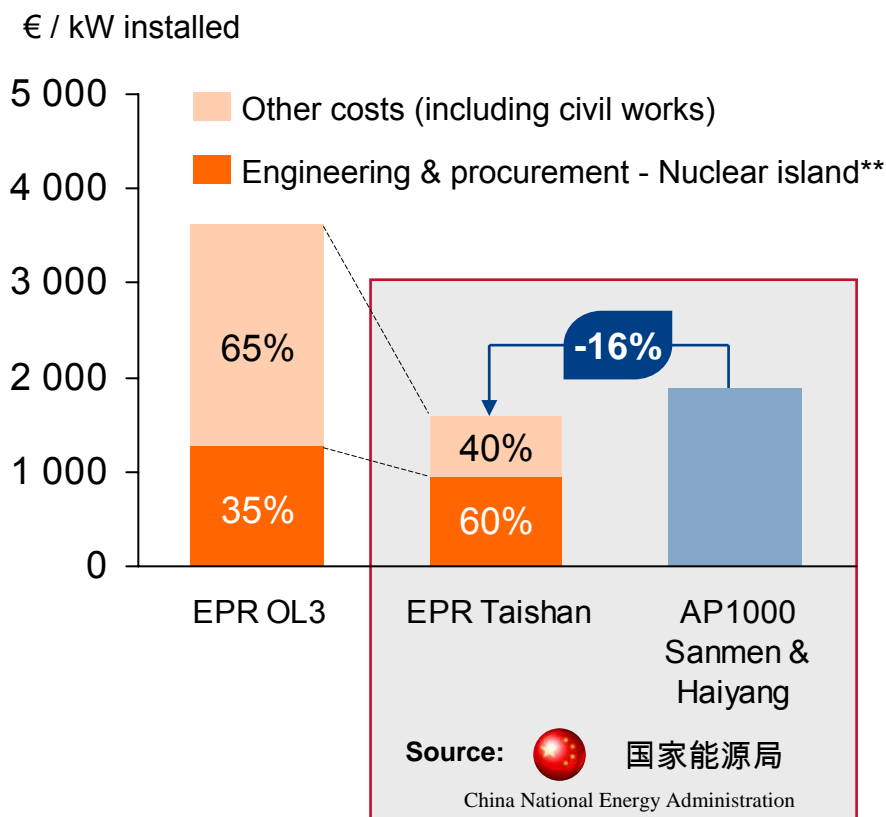 € / kW installed
5 000
4 000
3 000
2 000
1 000
0
Other costs (including civil works)
Engineering & procurement - Nuclear island**
65%
35%
40%
60%
-16%
EPR OL3
EPR Taishan
AP1000
Sanmen &
Haiyang
Source:
国家能源局
China National Energy Administration